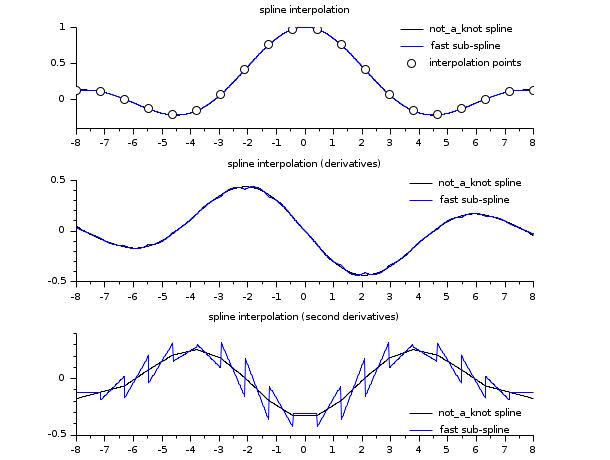 spline interpolation
1
0.5
0
not_a_knot spline
fast sub-spline
interpolation points
-8 -7 -6 -5 -4 -3 -2 -1 0 1 2 3 4 5 6 7 8
spline interpolation (derivatives)
0.5
0
-0.5
not_a_knot spline
fast sub-spline
-8 -7 -6 -5 -4 -3 -2 -1 0 1 2 3 4 5 6 7 8
spline interpolation (second derivatives)
0
-0.5
not_a_knot spline
fast sub-spline
-8 -7 -6 -5 -4 -3 -2 -1 0 1 2 3 4 5 6 7 8